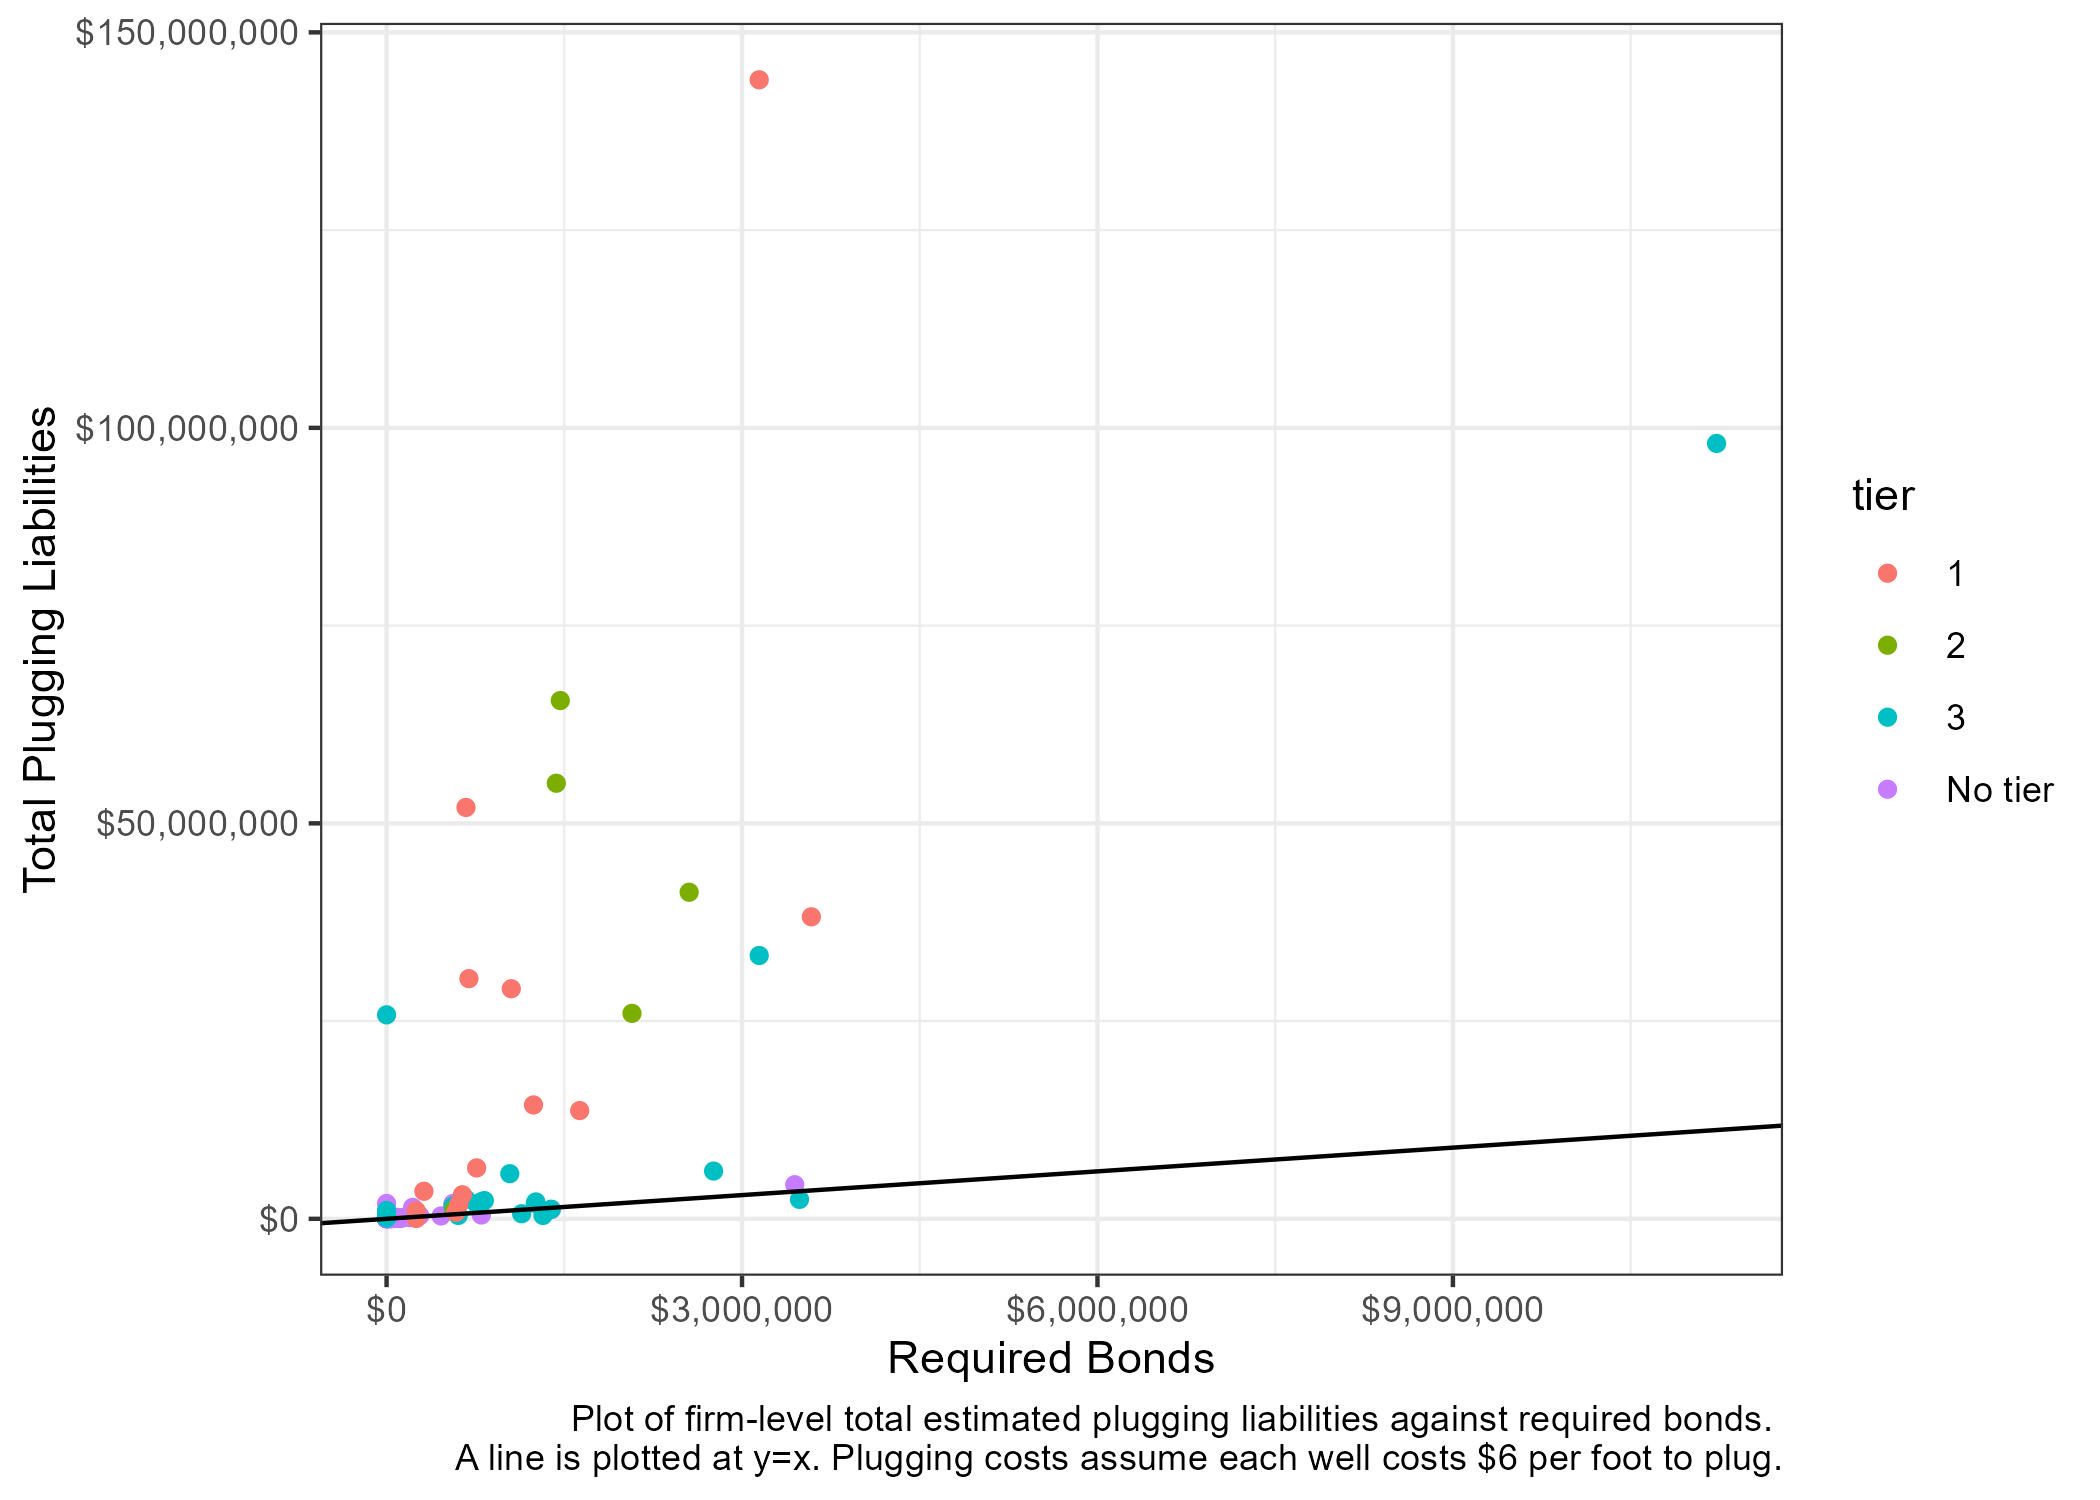 $150,000,000
$100,000,000
$50,000,000
$0
Total Plugging Liabilities
$0
$3,000,000
$6,000,000
$9,000,000
Required Bonds
tier
1
2
3
No tier
Plot of firm-level total estimated plugging liabilities against required bonds.
A line is plotted at y=x. Plugging costs assume each well costs $6 per foot to plug.